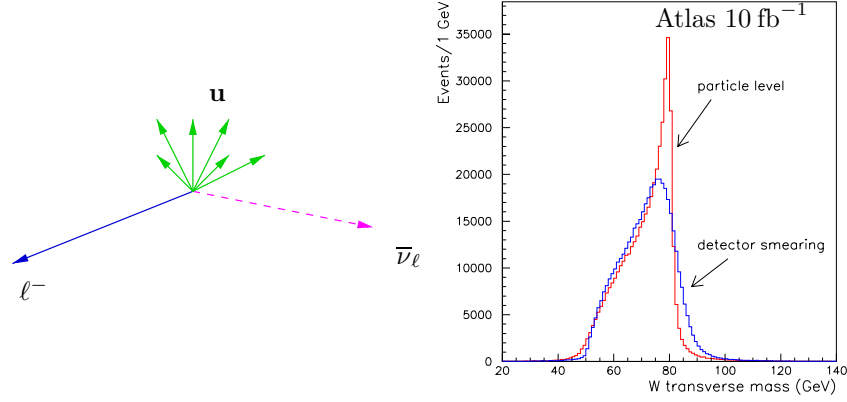 u
ℓ−
ν̅ℓ
Atlas 10 fb−1
Events/1 GeV
35000
30000
25000
20000
15000
10000
5000
0
particle level
detector smearing
20 40 60 80 100 120 140
W transverse mass (GeV)